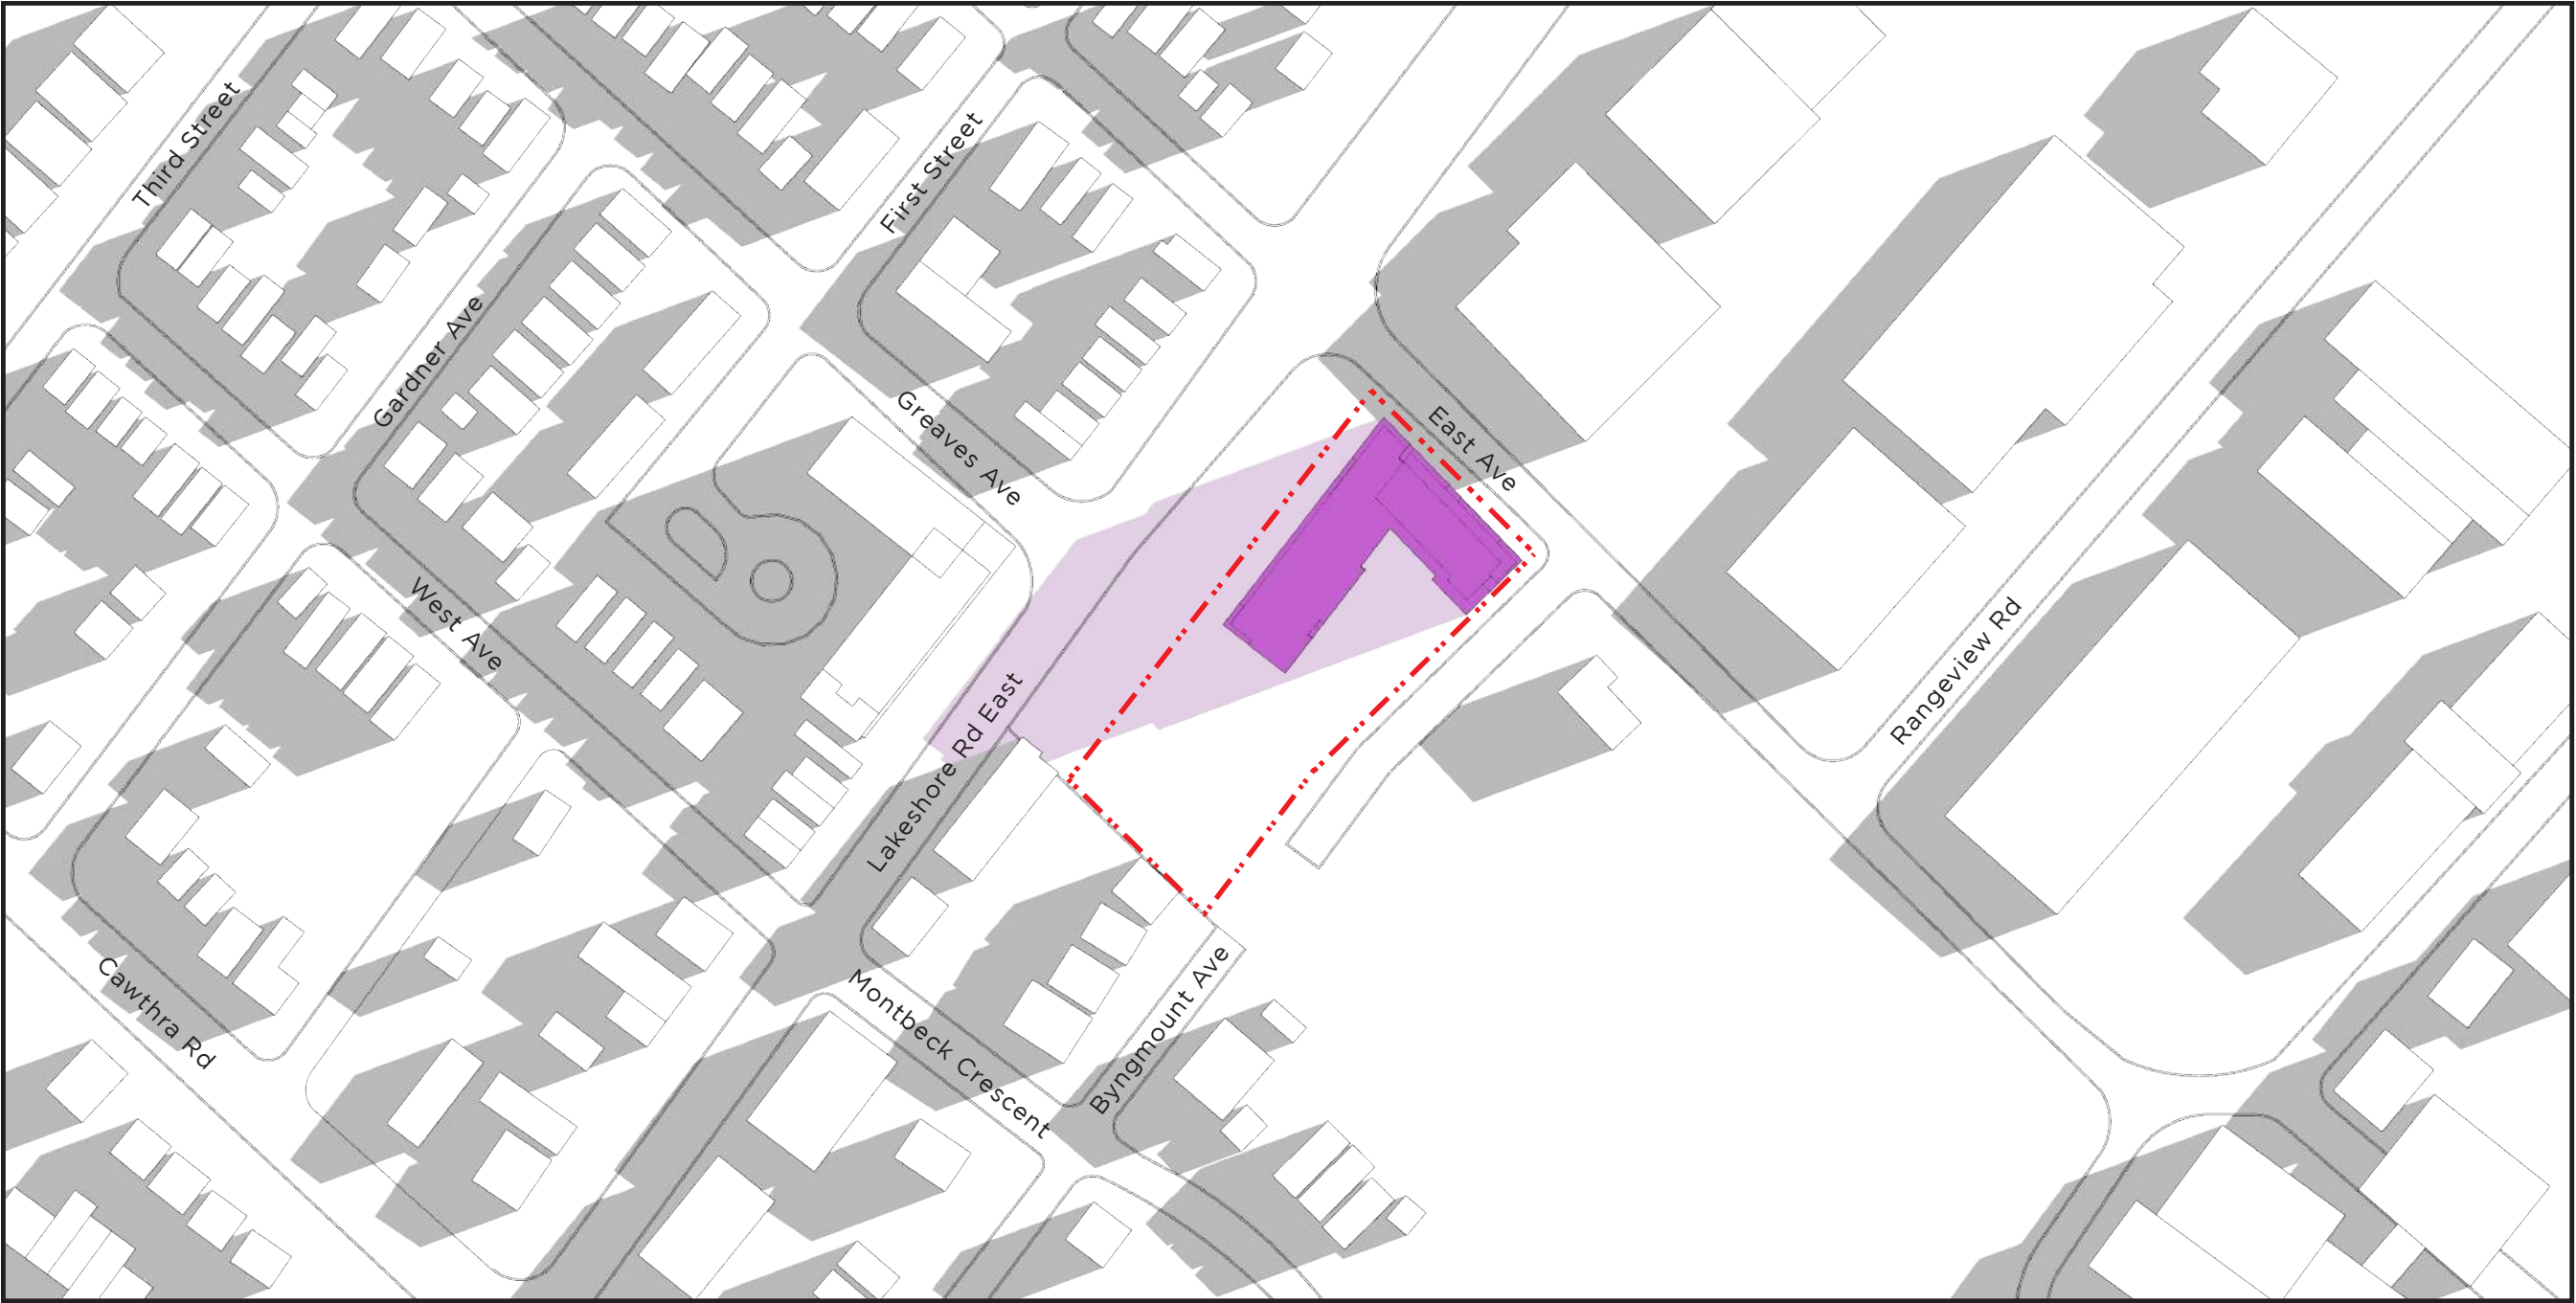 Third Street
First Street
Gardner Ave
Greaves Ave
East Ave
West Ave
Rangeview Rd
Lakeshore Rd East
Cawthra Rd
Montbeck Crescent
Byngmount Ave